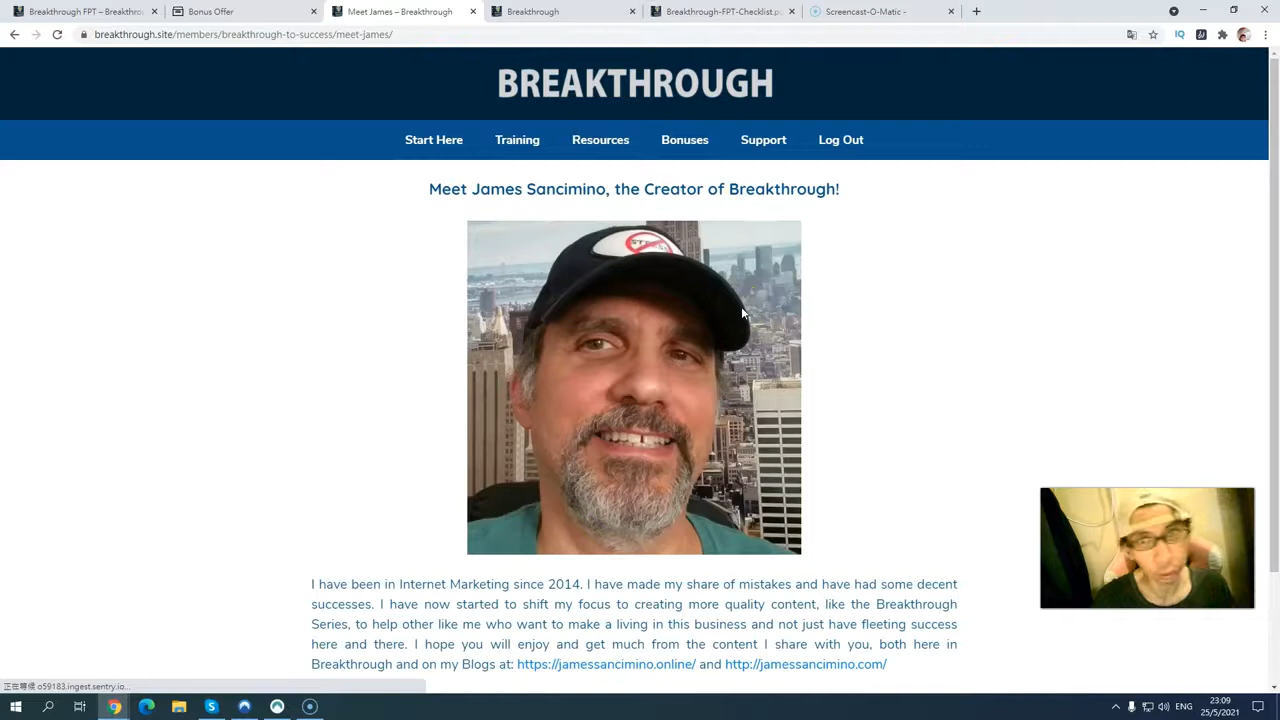 Breakthrough FPT – Breakthro
Bonus Offer
Meet James – Breakthrough
Breakthrough
Breakthrough-FPT-Checklist.p
Screencast-O-Matic -
breakthrough.site/members/breakthrough-to-success/meet-james/
BREAKTHROUGH
Start Here Training Resources Bonuses Support Log Out
Meet James Sancimino, the Creator of Breakthrough!
I have been in Internet Marketing since 2014. I have made my share of mistakes and have had some decent
successes. I have now started to shift my focus to creating more quality content, like the Breakthrough
Series, to help other like me who want to make a living in this business and not just have fleeting success
here and there. I hope you will enjoy and get much from the content I share with you, both here in
Breakthrough and on my Blogs at: https://jamessancimino.online/ and http://jamessancimino.com/
o59183.ingest.sentry.io...
ENG
23:09
25/5/2021